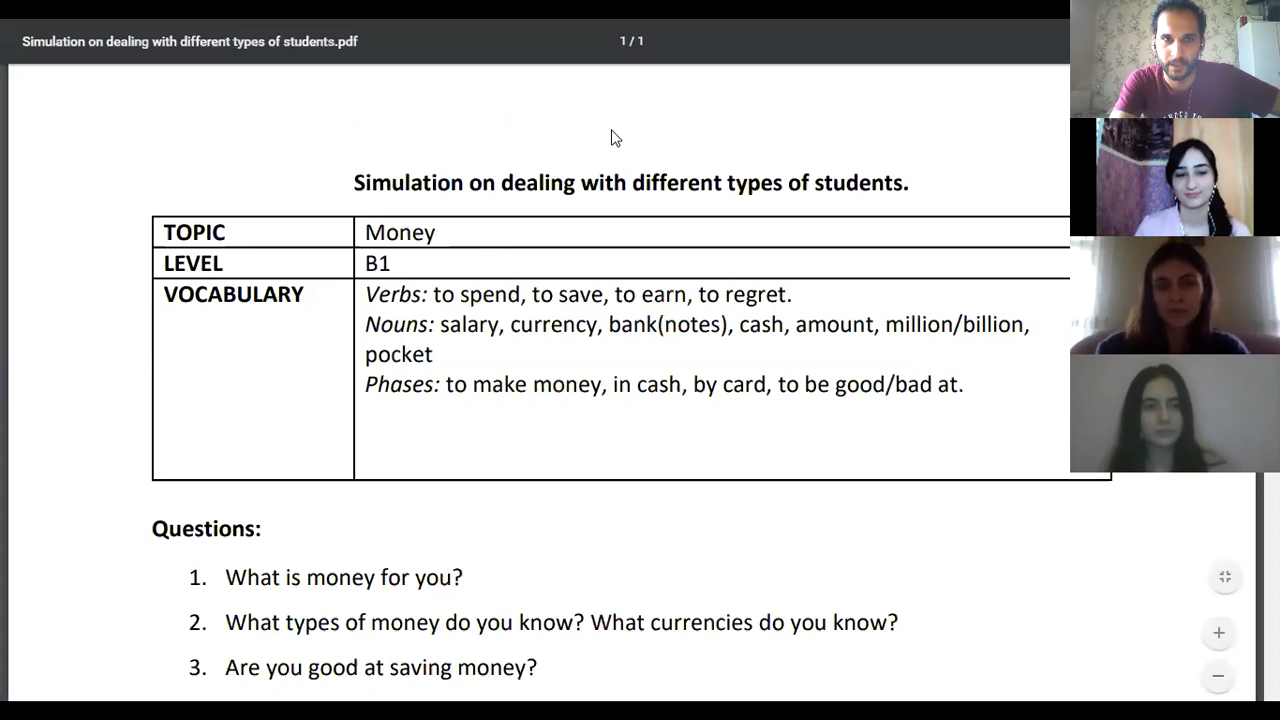 Simulation on dealing with different types of students.pdf
1 / 1
Simulation on dealing with different types of students.
TOPIC Money
LEVEL B1
VOCABULARY Verbs: to spend, to save, to earn, to regret.
Nouns: salary, currency, bank(notes), cash, amount, million/billion,
pocket
Phases: to make money, in cash, by card, to be good/bad at.
Questions:
1. What is money for you?
2. What types of money do you know? What currencies do you know?
3. Are you good at saving money?